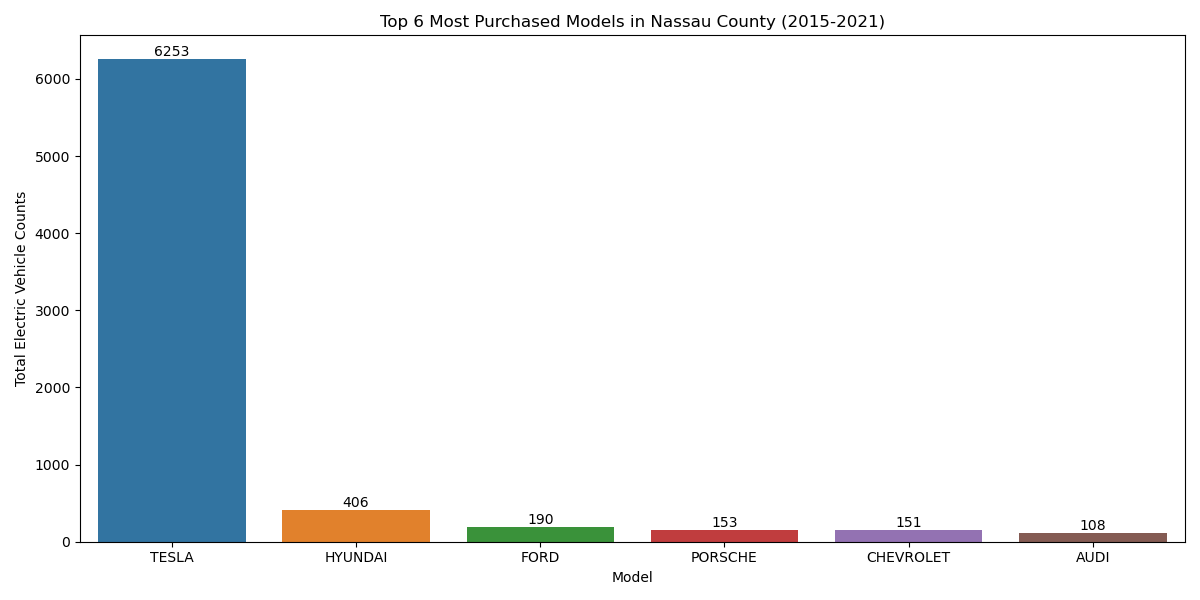 Top 6 Most Purchased Models in Nassau County (2015-2021)
Total Electric Vehicle Counts
6000
5000
4000
3000
2000
1000
0
6253
406
190
153
151
108
TESLA
HYUNDAI
FORD
PORSCHE
CHEVROLET
AUDI
Model